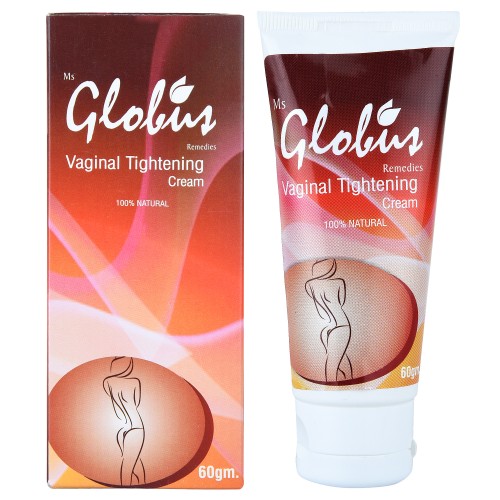 Ms
Globus
Remedies
Vaginal Tightening
Cream
100% NATURAL
60gm.
Ms
Globus
Remedies
Vaginal Tightening
Cream
100% NATURAL
60gm.